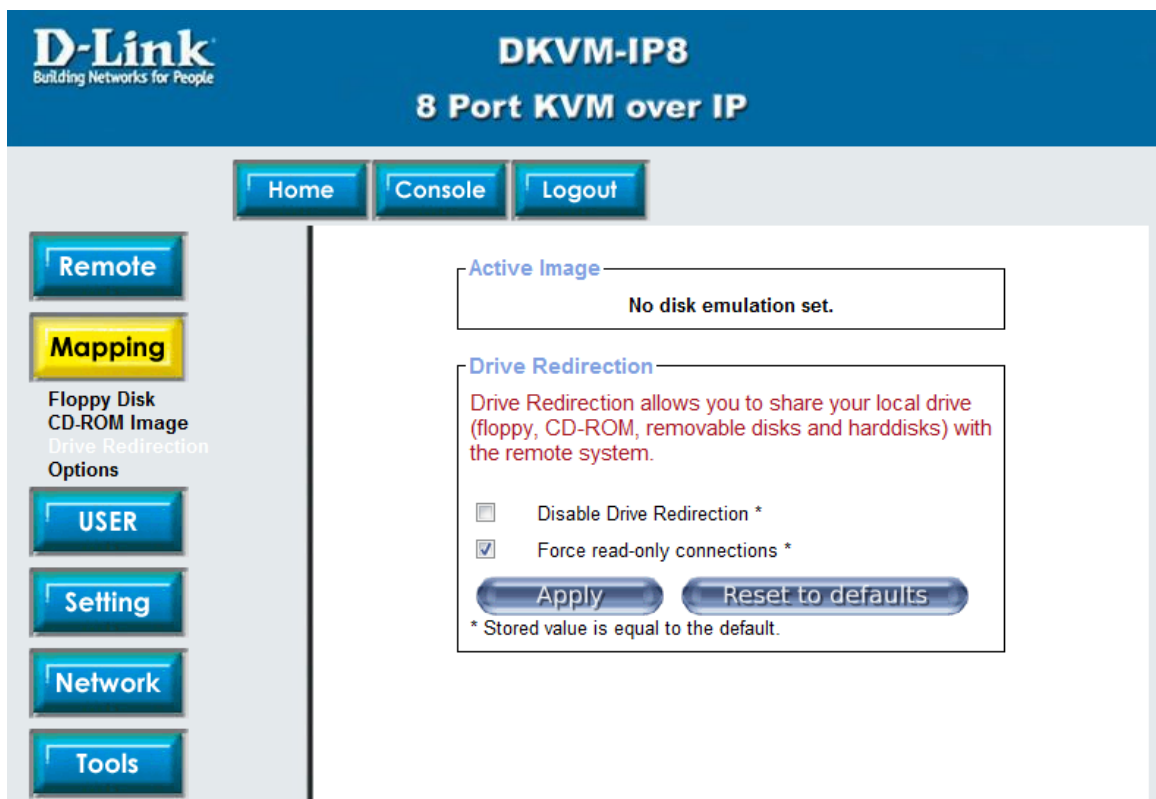 D-Link
Building Networks for People
DKVM-IP8
8 Port KVM over IP
Home
Console
Logout
Remote
Mapping
Floppy Disk
CD-ROM Image
Drive Redirection
Options
USER
Setting
Network
Tools
Active Image
No disk emulation set.
Drive Redirection
Drive Redirection allows you to share your local drive
(floppy, CD-ROM, removable disks and harddisks) with
the remote system.
Disable Drive Redirection *
Force read-only connections *
Apply
Reset to defaults
* Stored value is equal to the default.